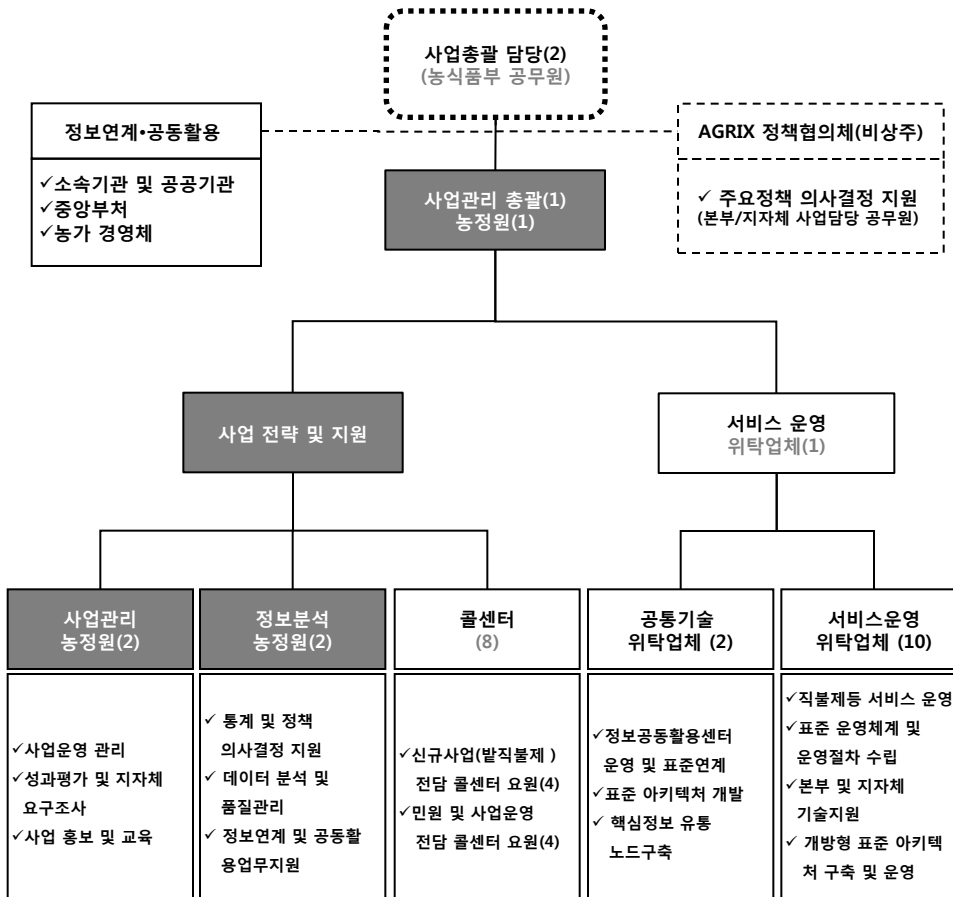 사업총괄 담당(2)
(농식품부 공무원)
정보연계•공동활용
✓소속기관 및 공공기관
✓중앙부처
✓농가 경영체
AGRIX 정책협의체(비상주)
✓ 주요정책 의사결정 지원
(본부/지자체 사업담당 공무원)
사업관리 총괄(1)
농정원(1)
사업 전략 및 지원
서비스 운영
위탁업체(1)
사업관리
농정원(2)
✓사업운영 관리
✓성과평가 및 지자체
요구조사
✓사업 홍보 및 교육
정보분석
농정원(2)
✓ 통계 및 정책
의사결정 지원
✓ 데이터 분석 및
품질관리
✓ 정보연계 및 공동활
용업무지원
콜센터
(8)
✓신규사업(밭직불제 )
전담 콜센터 요원(4)
✓민원 및 사업운영
전담 콜센터 요원(4)
공통기술
위탁업체 (2)
✓정보공동활용센터
운영 및 표준연계
✓표준 아키텍처 개발
✓ 핵심정보 유통
노드구축
서비스운영
위탁업체 (10)
✓직불제등 서비스 운영
✓표준 운영체계 및
운영절차 수립
✓본부 및 지자체
기술지원
✓ 개방형 표준 아키텍
처 구축 및 운영